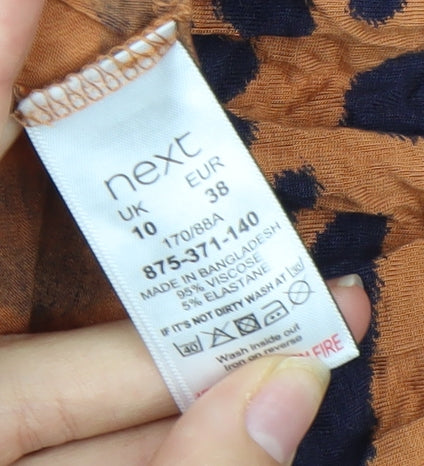 next
UK EUR
10 38
170/88A
875-371-140
MADE IN BANGLADESH
95% VISCOSE
5% ELASTANE
IF IT'S NOT DIRTY WASH AT 30
40
Wash inside out
Iron on reverse
FIRE